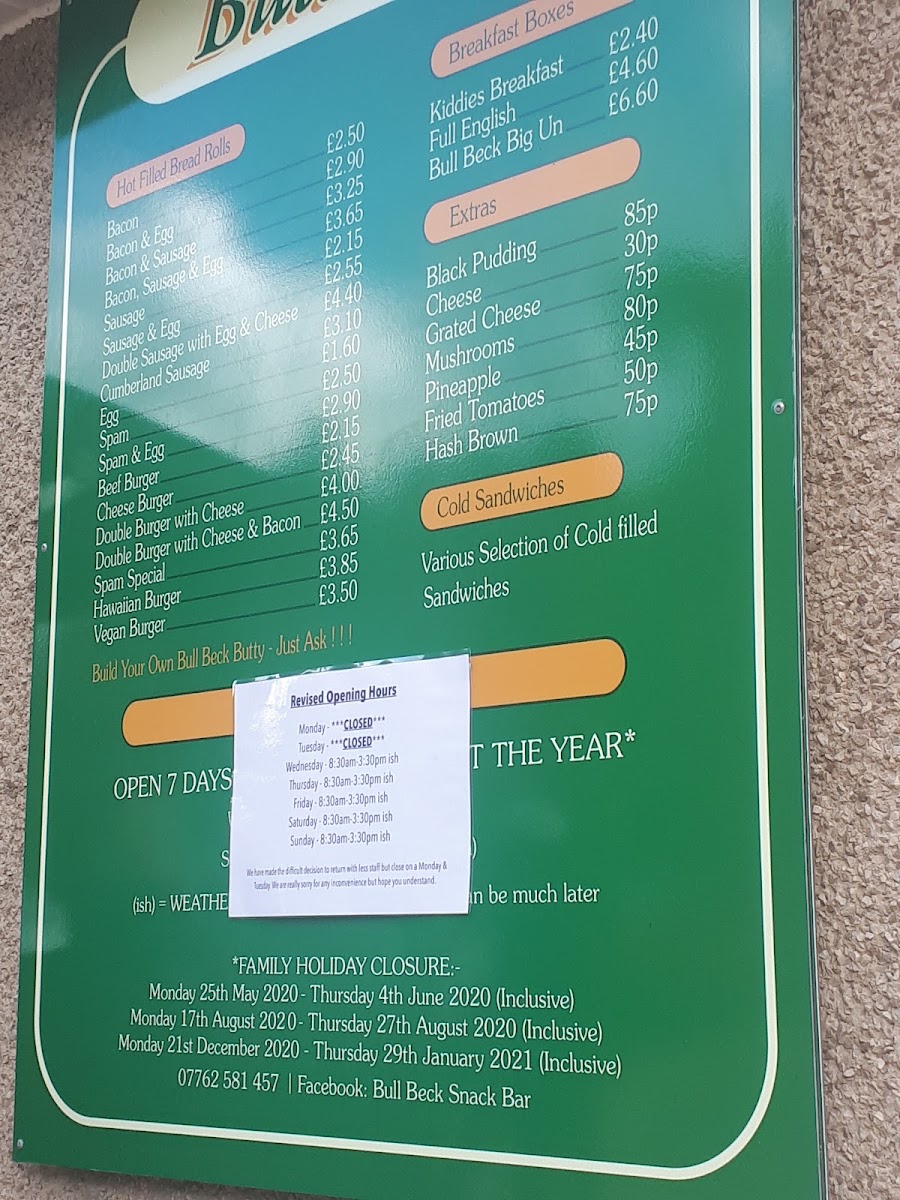 Hot Filled Bread Rolls
Bacon £2.50
Bacon & Egg £2.90
Bacon & Sausage £3.25
Bacon, Sausage & Egg £3.65
Sausage £2.15
Sausage & Egg £2.55
Double Sausage with Egg & Cheese £4.40
Cumberland Sausage £3.10
Egg £1.60
Spam £2.50
Spam & Egg £2.90
Beef Burger £2.15
Cheese Burger £2.45
Double Burger with Cheese £4.00
Double Burger with Cheese & Bacon £4.50
Spam Special £3.65
Hawaiian Burger £3.85
Vegan Burger £3.50
Build Your Own Bull Beck Butty - Just Ask ! ! !
Breakfast Boxes
Kiddies Breakfast £2.40
Full English £4.60
Bull Beck Big Un £6.60
Extras
Black Pudding 85p
Cheese 30p
Grated Cheese 75p
Mushrooms 80p
Pineapple 45p
Fried Tomatoes 50p
Hash Brown 75p
Cold Sandwiches
Various Selection of Cold filled
Sandwiches
Revised Opening Hours
Monday - ***CLOSED***
Tuesday - ***CLOSED***
Wednesday - 8:30am-3:30pm ish
Thursday - 8:30am-3:30pm ish
Friday - 8:30am-3:30pm ish
Saturday - 8:30am-3:30pm ish
Sunday - 8:30am-3:30pm ish
We have made the difficult decision to return with less staff but close on a Monday &
Tuesday. We are really sorry for any inconvenience but hope you understand.
OPEN 7 DAYS THE YEAR*
(ish) = be much later
*FAMILY HOLIDAY CLOSURE:-
Monday 25th May 2020 - Thursday 4th June 2020 (Inclusive)
Monday 17th August 2020 - Thursday 27th August 2020 (Inclusive)
Monday 21st December 2020 - Thursday 29th January 2021 (Inclusive)
07762 581 457 | Facebook: Bull Beck Snack Bar